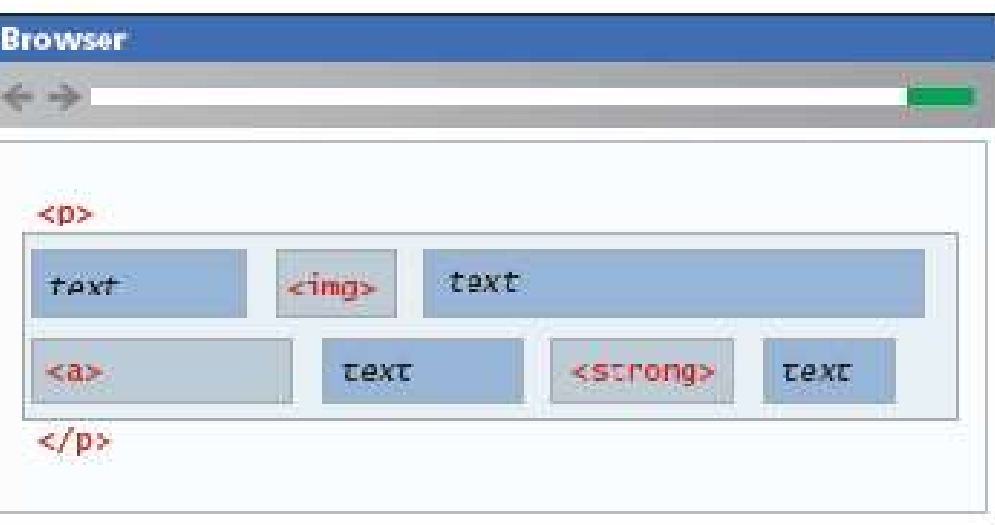 Browser
<p>
text <img> text
<a> text <strong> text
</p>